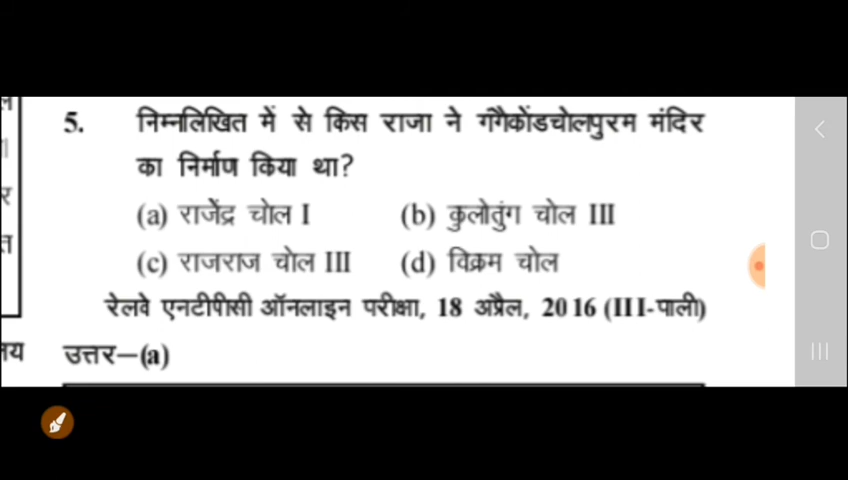 5. निम्नलिखित में से किस राजा ने गंगैकोंडचोलपुरम मंदिर
का निर्माण किया था?
(a) राजेंद्र चोल I (b) कुलोतुंग चोल III
(c) राजराज चोल III (d) विक्रम चोल
रेलवे एनटीपीसी ऑनलाइन परीक्षा, 18 अप्रैल, 2016 (III-पाली)
उत्तर–(a)